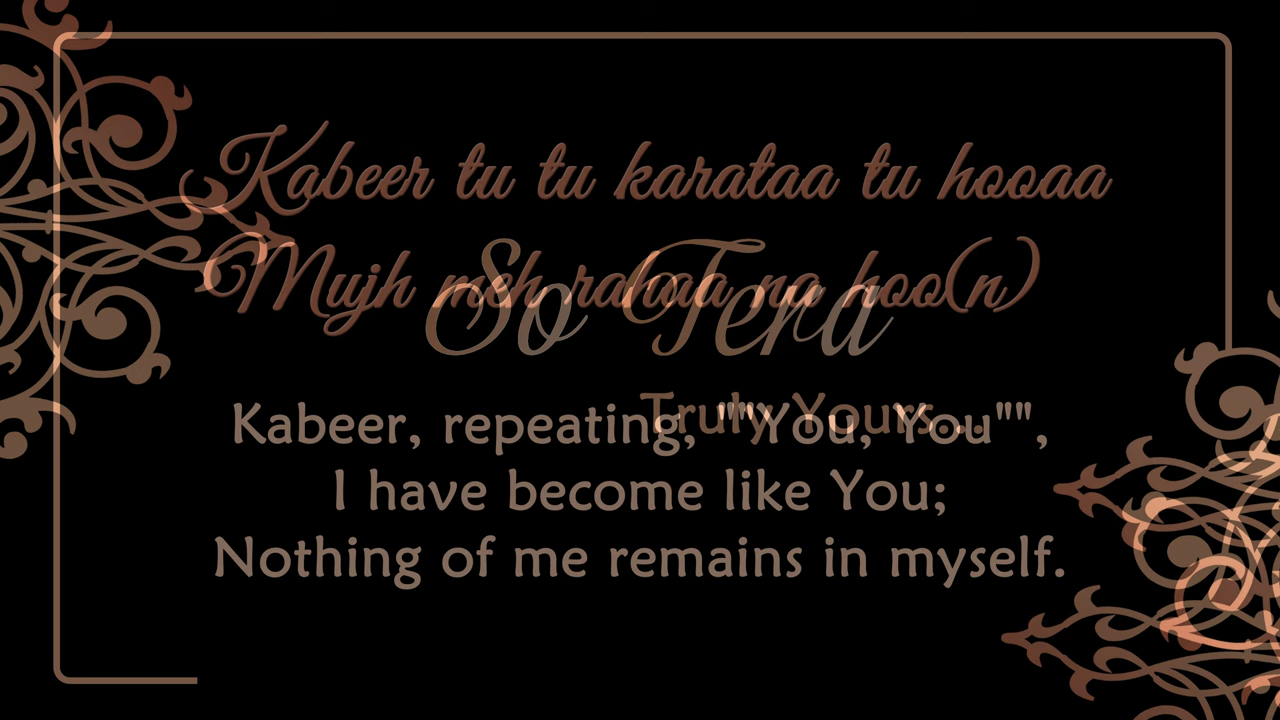 Kabeer tu tu karataa tu hooaa
Mujh meh rahaa na hoo(n)
So Tera
Truly Yours...
Kabeer, repeating, ""You, You"",
I have become like You;
Nothing of me remains in myself.